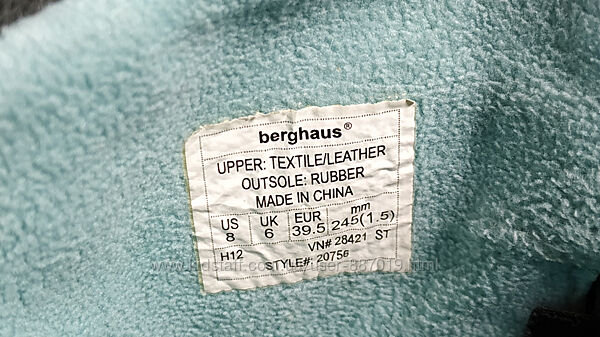 berghaus®
UPPER: TEXTILE/LEATHER
OUTSOLE: RUBBER
MADE IN CHINA
US UK EUR mm
8 6 39.5 245(1.5)
H12 VN# 28421 ST
STYLE#: 20756